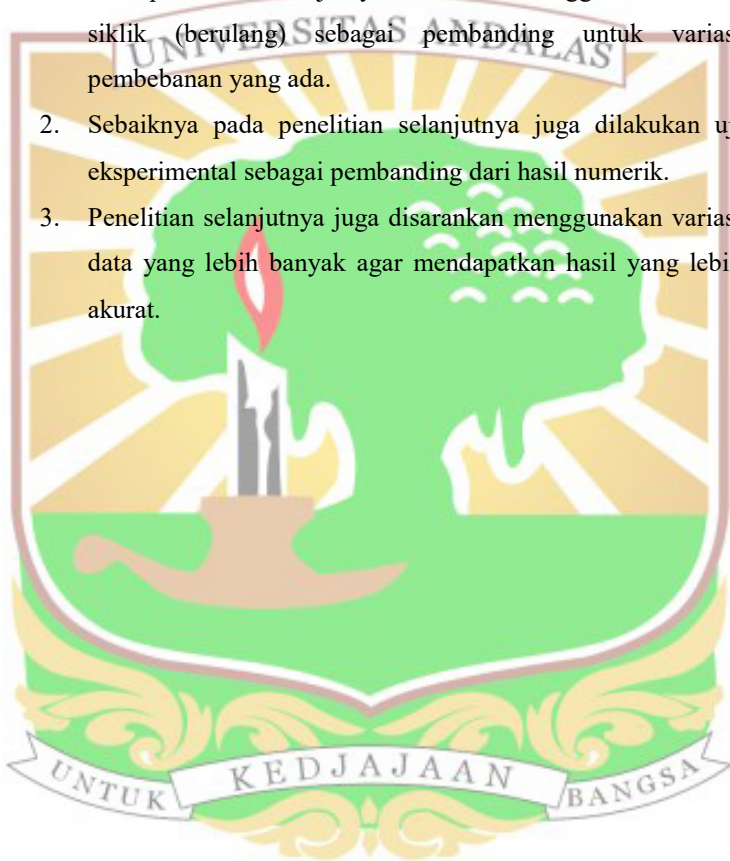 siklik (berulang) sebagai pembanding untuk varias
UNIVERSITAS ANDALAS
pembebanan yang ada.
2. Sebaiknya pada penelitian selanjutnya juga dilakukan uj
eksperimental sebagai pembanding dari hasil numerik.
3. Penelitian selanjutnya juga disarankan menggunakan varias
data yang lebih banyak agar mendapatkan hasil yang lebi
akurat.
UNTUK KEDJAJAAN BANGSA